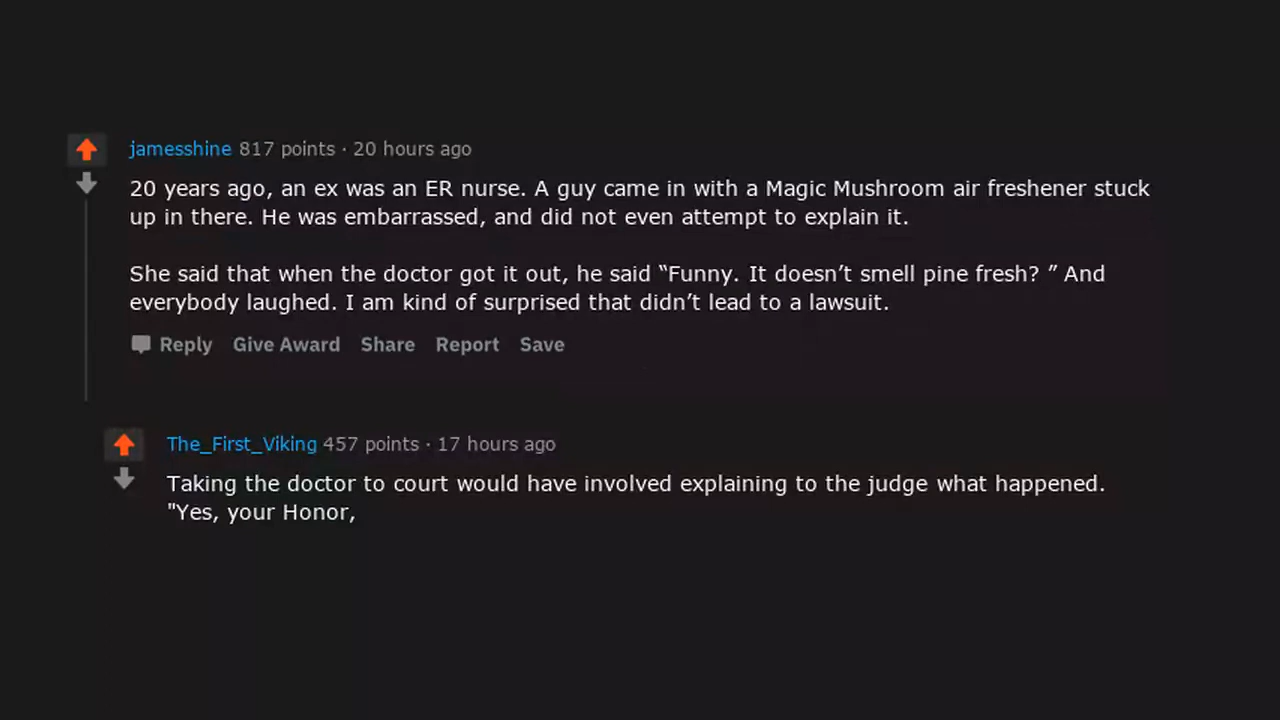 jamesshine 817 points · 20 hours ago
20 years ago, an ex was an ER nurse. A guy came in with a Magic Mushroom air freshener stuck
up in there. He was embarrassed, and did not even attempt to explain it.
She said that when the doctor got it out, he said “Funny. It doesn’t smell pine fresh? ” And
everybody laughed. I am kind of surprised that didn’t lead to a lawsuit.
Reply Give Award Share Report Save
The_First_Viking 457 points · 17 hours ago
Taking the doctor to court would have involved explaining to the judge what happened.
"Yes, your Honor,